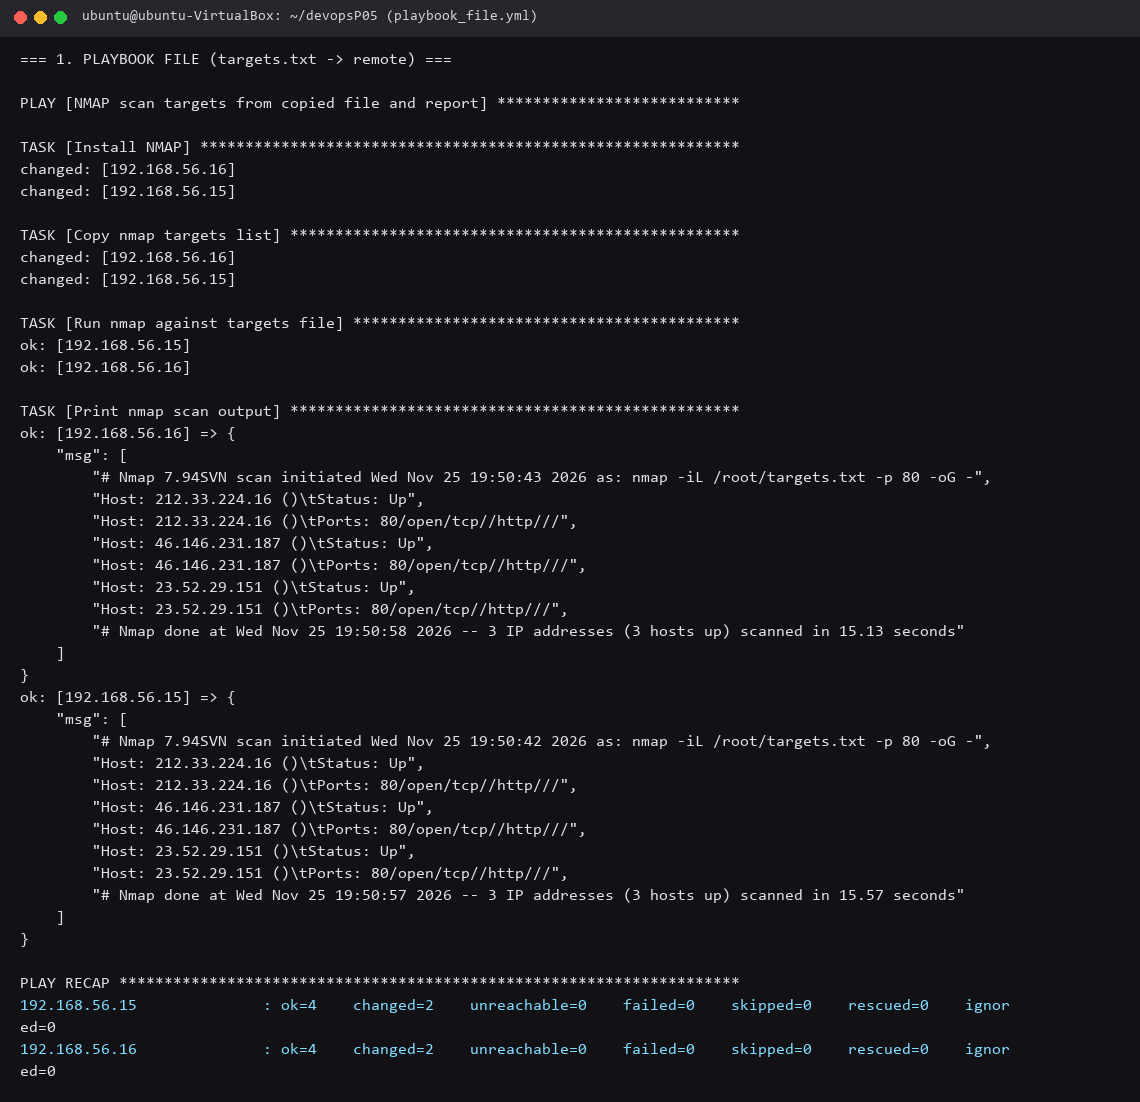 ubuntu@ubuntu-VirtualBox: ~/devopsP05 (playbook_file.yml)
=== 1. PLAYBOOK FILE (targets.txt -> remote) ===
PLAY [NMAP scan targets from copied file and report] ***************************
TASK [Install NMAP] ************************************************************
changed: [192.168.56.16]
changed: [192.168.56.15]
TASK [Copy nmap targets list] **************************************************
changed: [192.168.56.16]
changed: [192.168.56.15]
TASK [Run nmap against targets file] *******************************************
ok: [192.168.56.15]
ok: [192.168.56.16]
TASK [Print nmap scan output] **************************************************
ok: [192.168.56.16] => {
    "msg": [
        "# Nmap 7.94SVN scan initiated Wed Nov 25 19:50:43 2026 as: nmap -iL /root/targets.txt -p 80 -oG -",
        "Host: 212.33.224.16 ()\tStatus: Up",
        "Host: 212.33.224.16 ()\tPorts: 80/open/tcp//http///",
        "Host: 46.146.231.187 ()\tStatus: Up",
        "Host: 46.146.231.187 ()\tPorts: 80/open/tcp//http///",
        "Host: 23.52.29.151 ()\tStatus: Up",
        "Host: 23.52.29.151 ()\tPorts: 80/open/tcp//http///",
        "# Nmap done at Wed Nov 25 19:50:58 2026 -- 3 IP addresses (3 hosts up) scanned in 15.13 seconds"
    ]
}
ok: [192.168.56.15] => {
    "msg": [
        "# Nmap 7.94SVN scan initiated Wed Nov 25 19:50:42 2026 as: nmap -iL /root/targets.txt -p 80 -oG -",
        "Host: 212.33.224.16 ()\tStatus: Up",
        "Host: 212.33.224.16 ()\tPorts: 80/open/tcp//http///",
        "Host: 46.146.231.187 ()\tStatus: Up",
        "Host: 46.146.231.187 ()\tPorts: 80/open/tcp//http///",
        "Host: 23.52.29.151 ()\tStatus: Up",
        "Host: 23.52.29.151 ()\tPorts: 80/open/tcp//http///",
        "# Nmap done at Wed Nov 25 19:50:57 2026 -- 3 IP addresses (3 hosts up) scanned in 15.57 seconds"
    ]
}
PLAY RECAP *********************************************************************
192.168.56.15              : ok=4    changed=2    unreachable=0    failed=0    skipped=0    rescued=0    ignor
ed=0
192.168.56.16              : ok=4    changed=2    unreachable=0    failed=0    skipped=0    rescued=0    ignor
ed=0